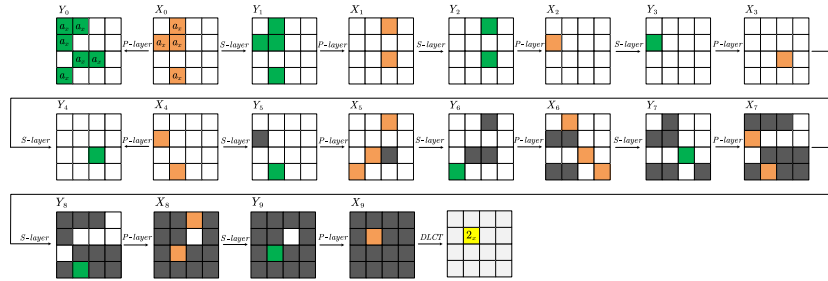 Y₀ X₀ Y₁ X₁ Y₂ X₂ Y₃ X₃
aₓ aₓ aₓ
aₓ P-layer aₓ aₓ S-layer P-layer S-layer P-layer S-layer P-layer
aₓ aₓ
aₓ aₓ
Y₄ X₄ Y₅ X₅ Y₆ X₆ Y₇ X₇
S-layer P-layer S-layer P-layer S-layer P-layer S-layer P-layer
Y₈ X₈ Y₉ X₉
S-layer P-layer S-layer P-layer DLCT 2ₓ